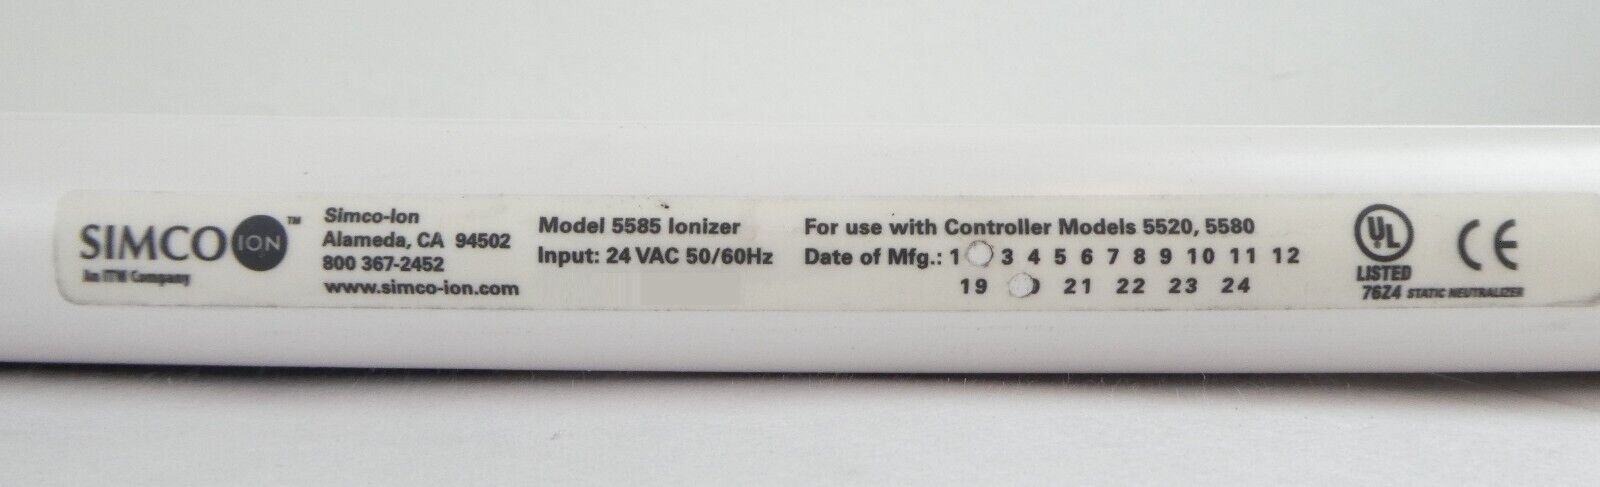 SIMCO ION™
An ITW Company
Simco-Ion
Alameda, CA 94502
800 367-2452
www.simco-ion.com
Model 5585 Ionizer
Input: 24 VAC 50/60Hz
For use with Controller Models 5520, 5580
Date of Mfg.: 1 3 4 5 6 7 8 9 10 11 12
19 21 22 23 24
UL
LISTED
76Z4 STATIC NEUTRALIZER
CE